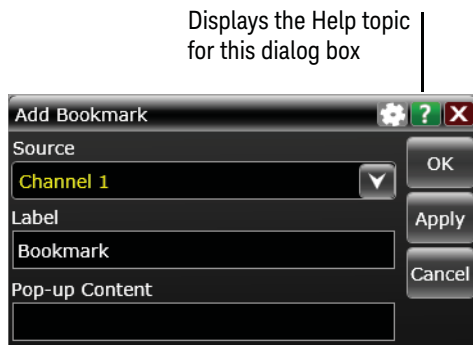 Displays the Help topic
for this dialog box
Add Bookmark
?
X
Source
Channel 1
OK
Label
Apply
Bookmark
Cancel
Pop-up Content